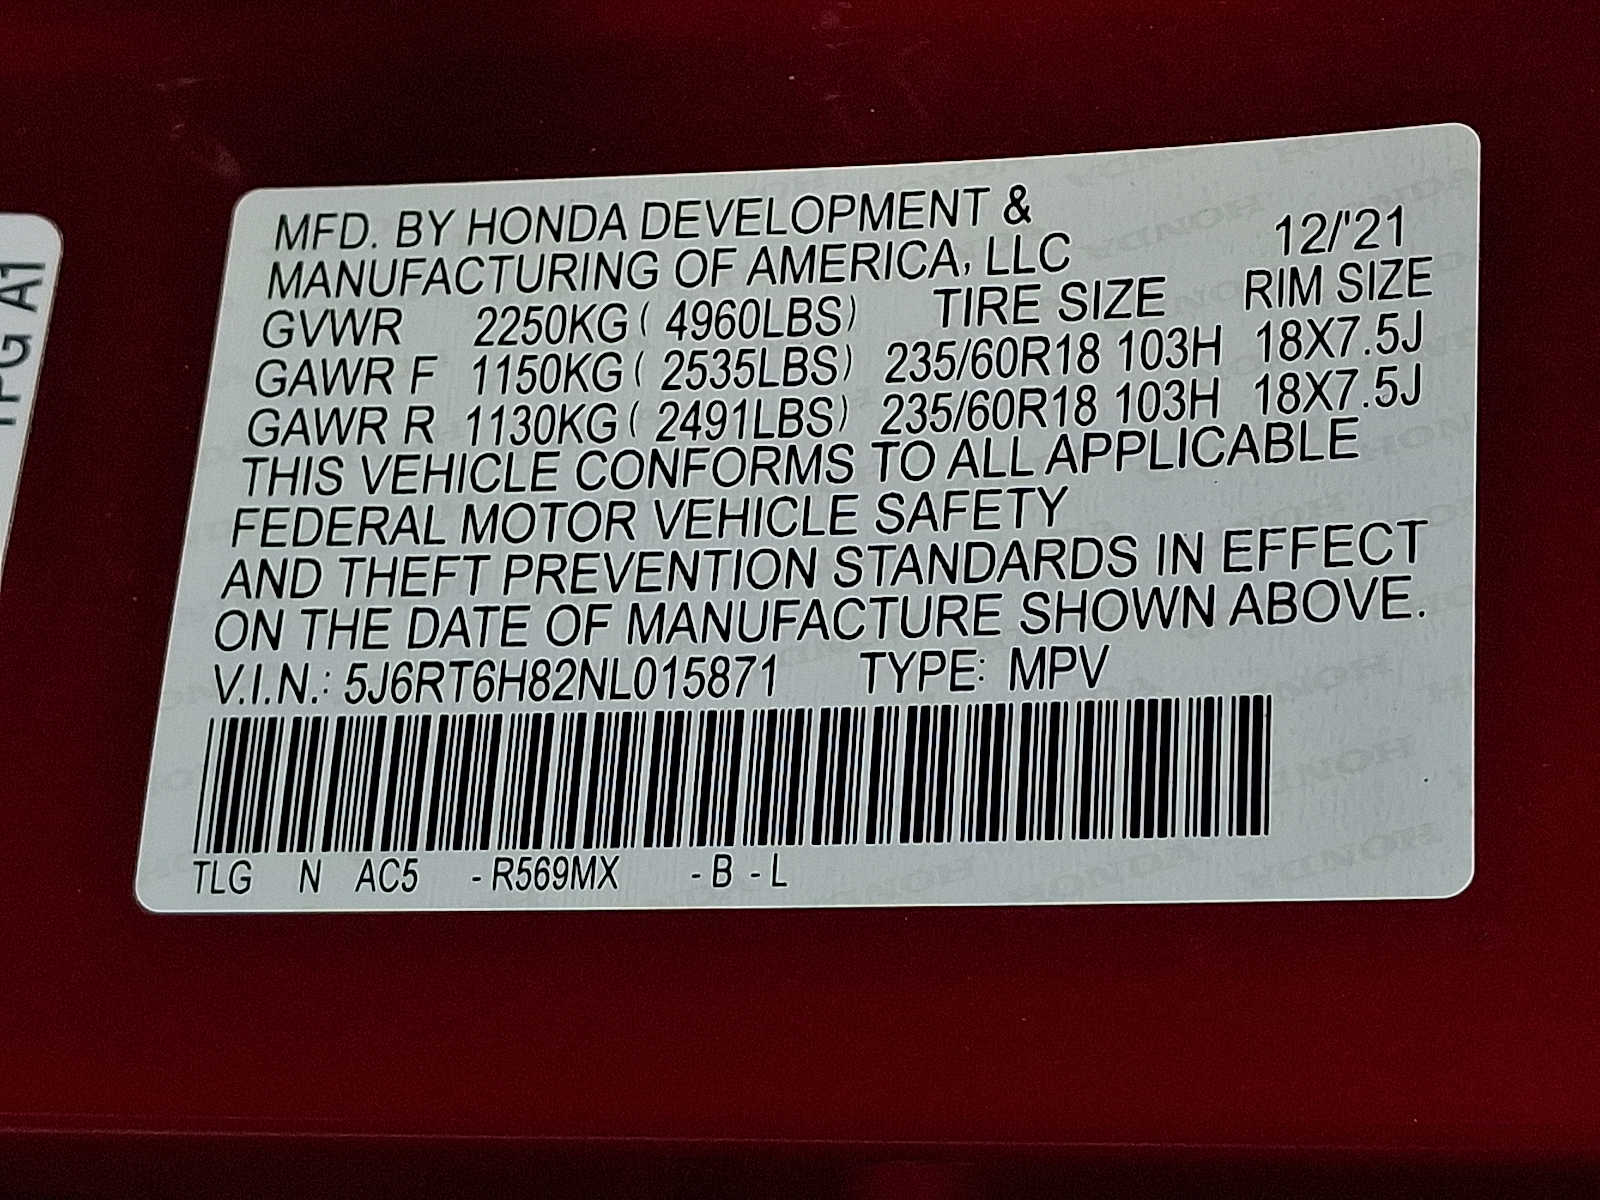 MFD. BY HONDA DEVELOPMENT &
MANUFACTURING OF AMERICA, LLC 12/'21
GVWR 2250KG ( 4960LBS) TIRE SIZE RIM SIZE
GAWR F 1150KG ( 2535LBS) 235/60R18 103H 18X7.5J
GAWR R 1130KG ( 2491LBS) 235/60R18 103H 18X7.5J
THIS VEHICLE CONFORMS TO ALL APPLICABLE
FEDERAL MOTOR VEHICLE SAFETY
AND THEFT PREVENTION STANDARDS IN EFFECT
ON THE DATE OF MANUFACTURE SHOWN ABOVE.
V.I.N.: 5J6RT6H82NL015871 TYPE: MPV
TLG N AC5 - R569MX - B - L
A1